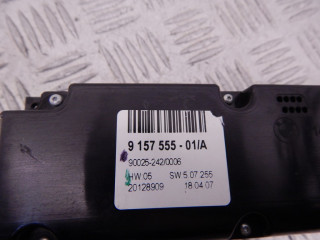 9 157 555 - 01/A
90025-242/0006
HW 05 SW 5.07.255
20128909 18.04.07